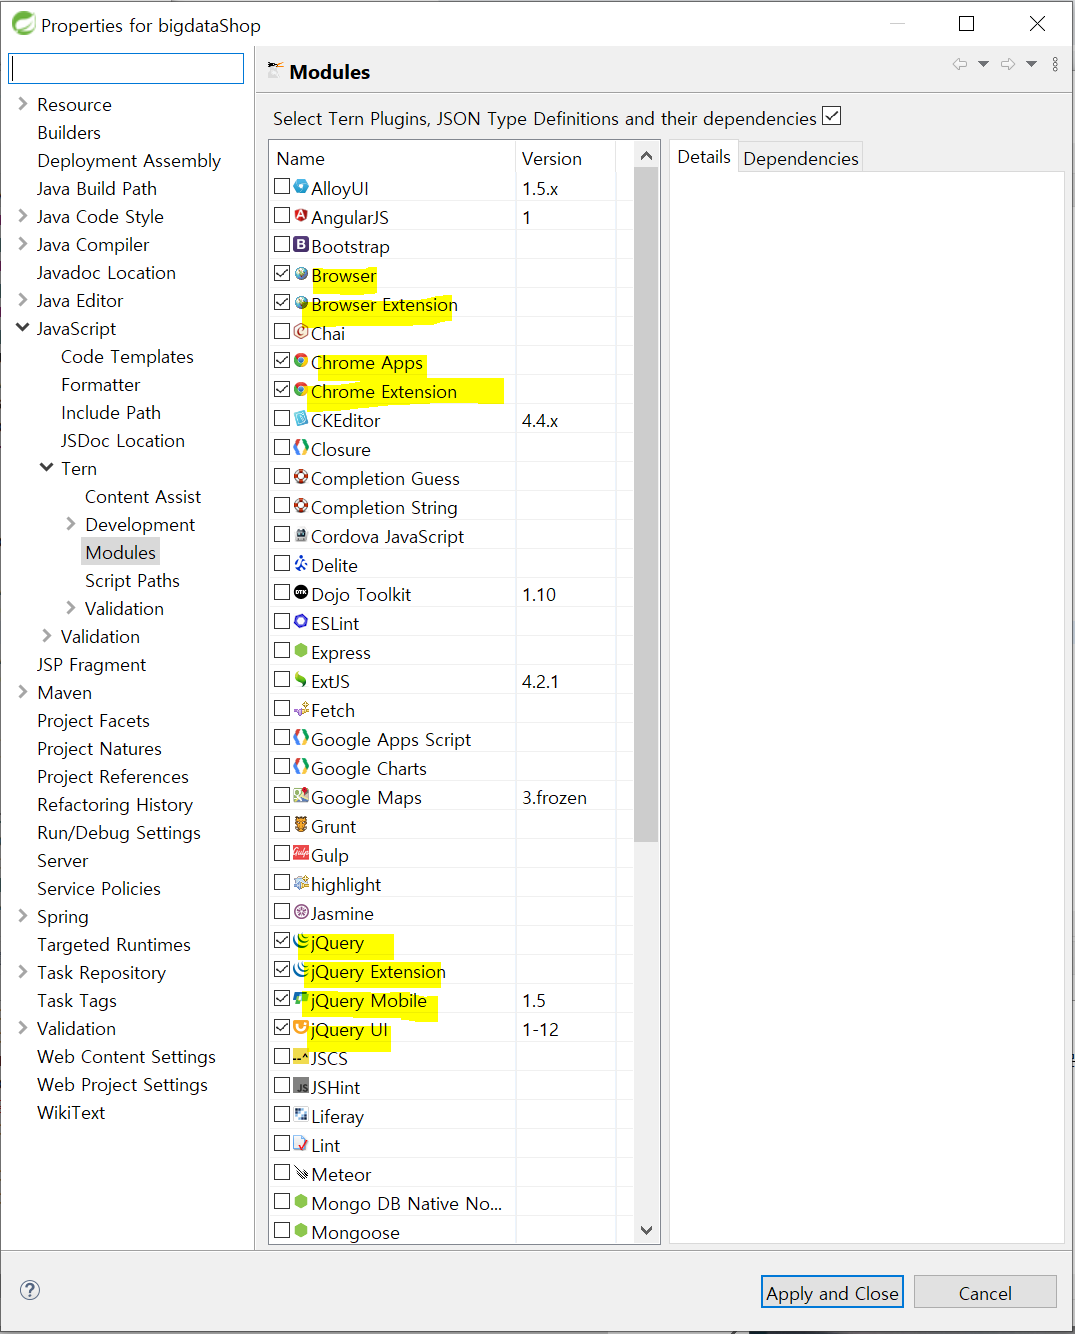 Properties for bigdataShop
Modules
Resource
Builders
Deployment Assembly
Java Build Path
Java Code Style
Java Compiler
Javadoc Location
Java Editor
JavaScript
Code Templates
Formatter
Include Path
JSDoc Location
Tern
Content Assist
Development
Modules
Script Paths
Validation
Validation
JSP Fragment
Maven
Project Facets
Project Natures
Project References
Refactoring History
Run/Debug Settings
Server
Service Policies
Spring
Targeted Runtimes
Task Repository
Task Tags
Validation
Web Content Settings
Web Project Settings
WikiText
Select Tern Plugins, JSON Type Definitions and their dependencies
Name Version
AlloyUI 1.5.x
AngularJS 1
Bootstrap
Browser
Browser Extension
Chai
Chrome Apps
Chrome Extension
CKEditor 4.4.x
Closure
Completion Guess
Completion String
Cordova JavaScript
Delite
Dojo Toolkit 1.10
ESLint
Express
ExtJS 4.2.1
Fetch
Google Apps Script
Google Charts
Google Maps 3.frozen
Grunt
Gulp
highlight
Jasmine
jQuery
jQuery Extension
jQuery Mobile 1.5
jQuery UI 1-12
JSCS
JSHint
Liferay
Lint
Meteor
Mongo DB Native No...
Mongoose
Details Dependencies
Apply and Close Cancel